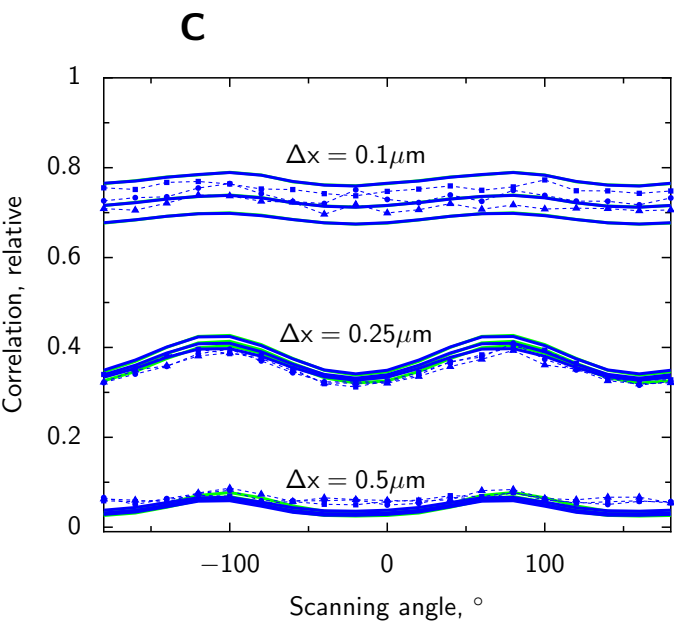 C
1
Δx = 0.1μm
0.8
0.6
Δx = 0.25μm
0.4
0.2
Δx = 0.5μm
0
−100 0 100
Correlation, relative
Scanning angle, °